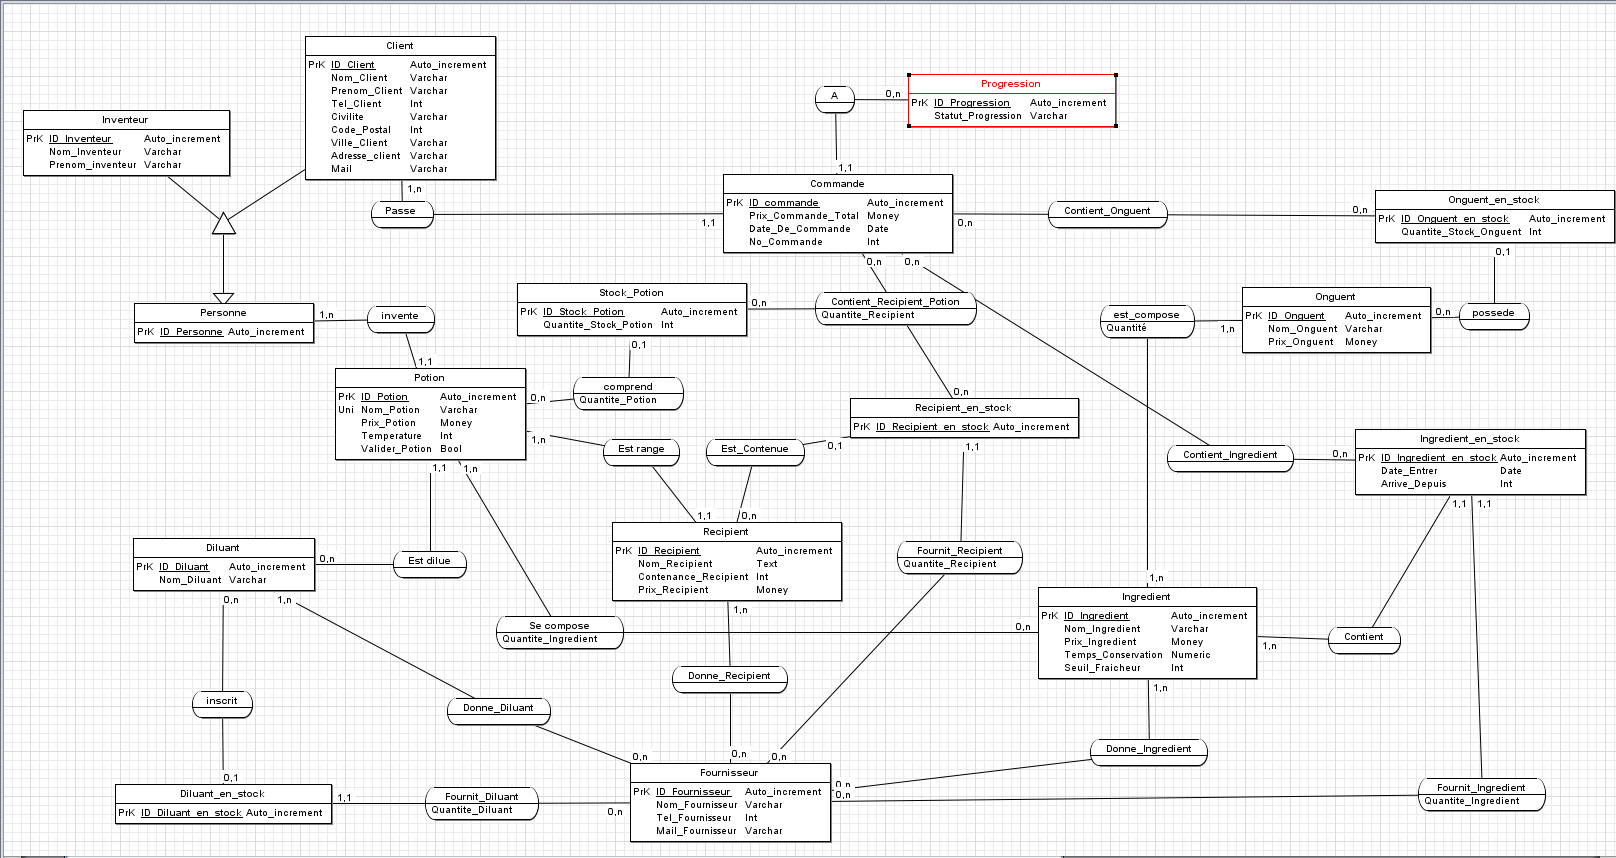 Client
PrK ID_Client Auto_increment
Nom_Client Varchar
Prenom_Client Varchar
Tel_Client Int
Civilite Varchar
Code_Postal Int
Ville_Client Varchar
Adresse_client Varchar
Mail Varchar
1,n
Passe
1,1
Inventeur
PrK ID_Inventeur Auto_increment
Nom_Inventeur Varchar
Prenom_inventeur Varchar
A
0,n
1,1
Progression
PrK ID_Progression Auto_increment
Statut_Progression Varchar
Commande
PrK ID_commande Auto_increment
Prix_Commande_Total Money
Date_De_Commande Date
No_Commande Int
0,n
0,n
0,n
Contient_Onguent
0,n
Onguent_en_stock
PrK ID_Onguent_en_stock Auto_increment
Quantite_Stock_Onguent Int
0,1
possede
0,n
Onguent
PrK ID_Onguent Auto_increment
Nom_Onguent Varchar
Prix_Onguent Money
1,n
est_compose
Quantité
1,n
Personne
PrK ID_Personne Auto_increment
1,n
invente
1,1
Stock_Potion
PrK ID_Stock_Potion Auto_increment
Quantite_Stock_Potion Int
0,n
0,1
Contient_Recipient_Potion
Quantite_Recipient
0,n
comprend
Quantite_Potion
0,n
Potion
PrK ID_Potion Auto_increment
Uni Nom_Potion Varchar
Prix_Potion Money
Temperature Int
Valider_Potion Bool
1,n
1,1
1,n
Est range
1,1
Est_Contenue
0,1
0,n
Recipient_en_stock
PrK ID_Recipient_en_stock Auto_increment
1,1
Contient_Ingredient
0,n
Ingredient_en_stock
PrK ID_Ingredient_en_stock Auto_increment
Date_Entrer Date
Arrive_Depuis Int
1,1
1,1
Recipient
PrK ID_Recipient Auto_increment
Nom_Recipient Text
Contenance_Recipient Int
Prix_Recipient Money
1,n
Fournit_Recipient
Quantite_Recipient
Diluant
PrK ID_Diluant Auto_increment
Nom_Diluant Varchar
0,n
0,n
1,n
Est dilue
Se compose
Quantite_Ingredient
0,n
Ingredient
PrK ID_Ingredient Auto_increment
Nom_Ingredient Varchar
Prix_Ingredient Money
Temps_Conservation Numeric
Seuil_Fraicheur Int
1,n
1,n
Contient
Donne_Recipient
0,n
inscrit
0,1
Donne_Diluant
0,n
0,n
Donne_Ingredient
0,n
0,n
Diluant_en_stock
PrK ID_Diluant_en_stock Auto_increment
1,1
Fournit_Diluant
Quantite_Diluant
0,n
Fournisseur
PrK ID_Fournisseur Auto_increment
Nom_Fournisseur Varchar
Tel_Fournisseur Int
Mail_Fournisseur Varchar
Fournit_Ingredient
Quantite_Ingredient